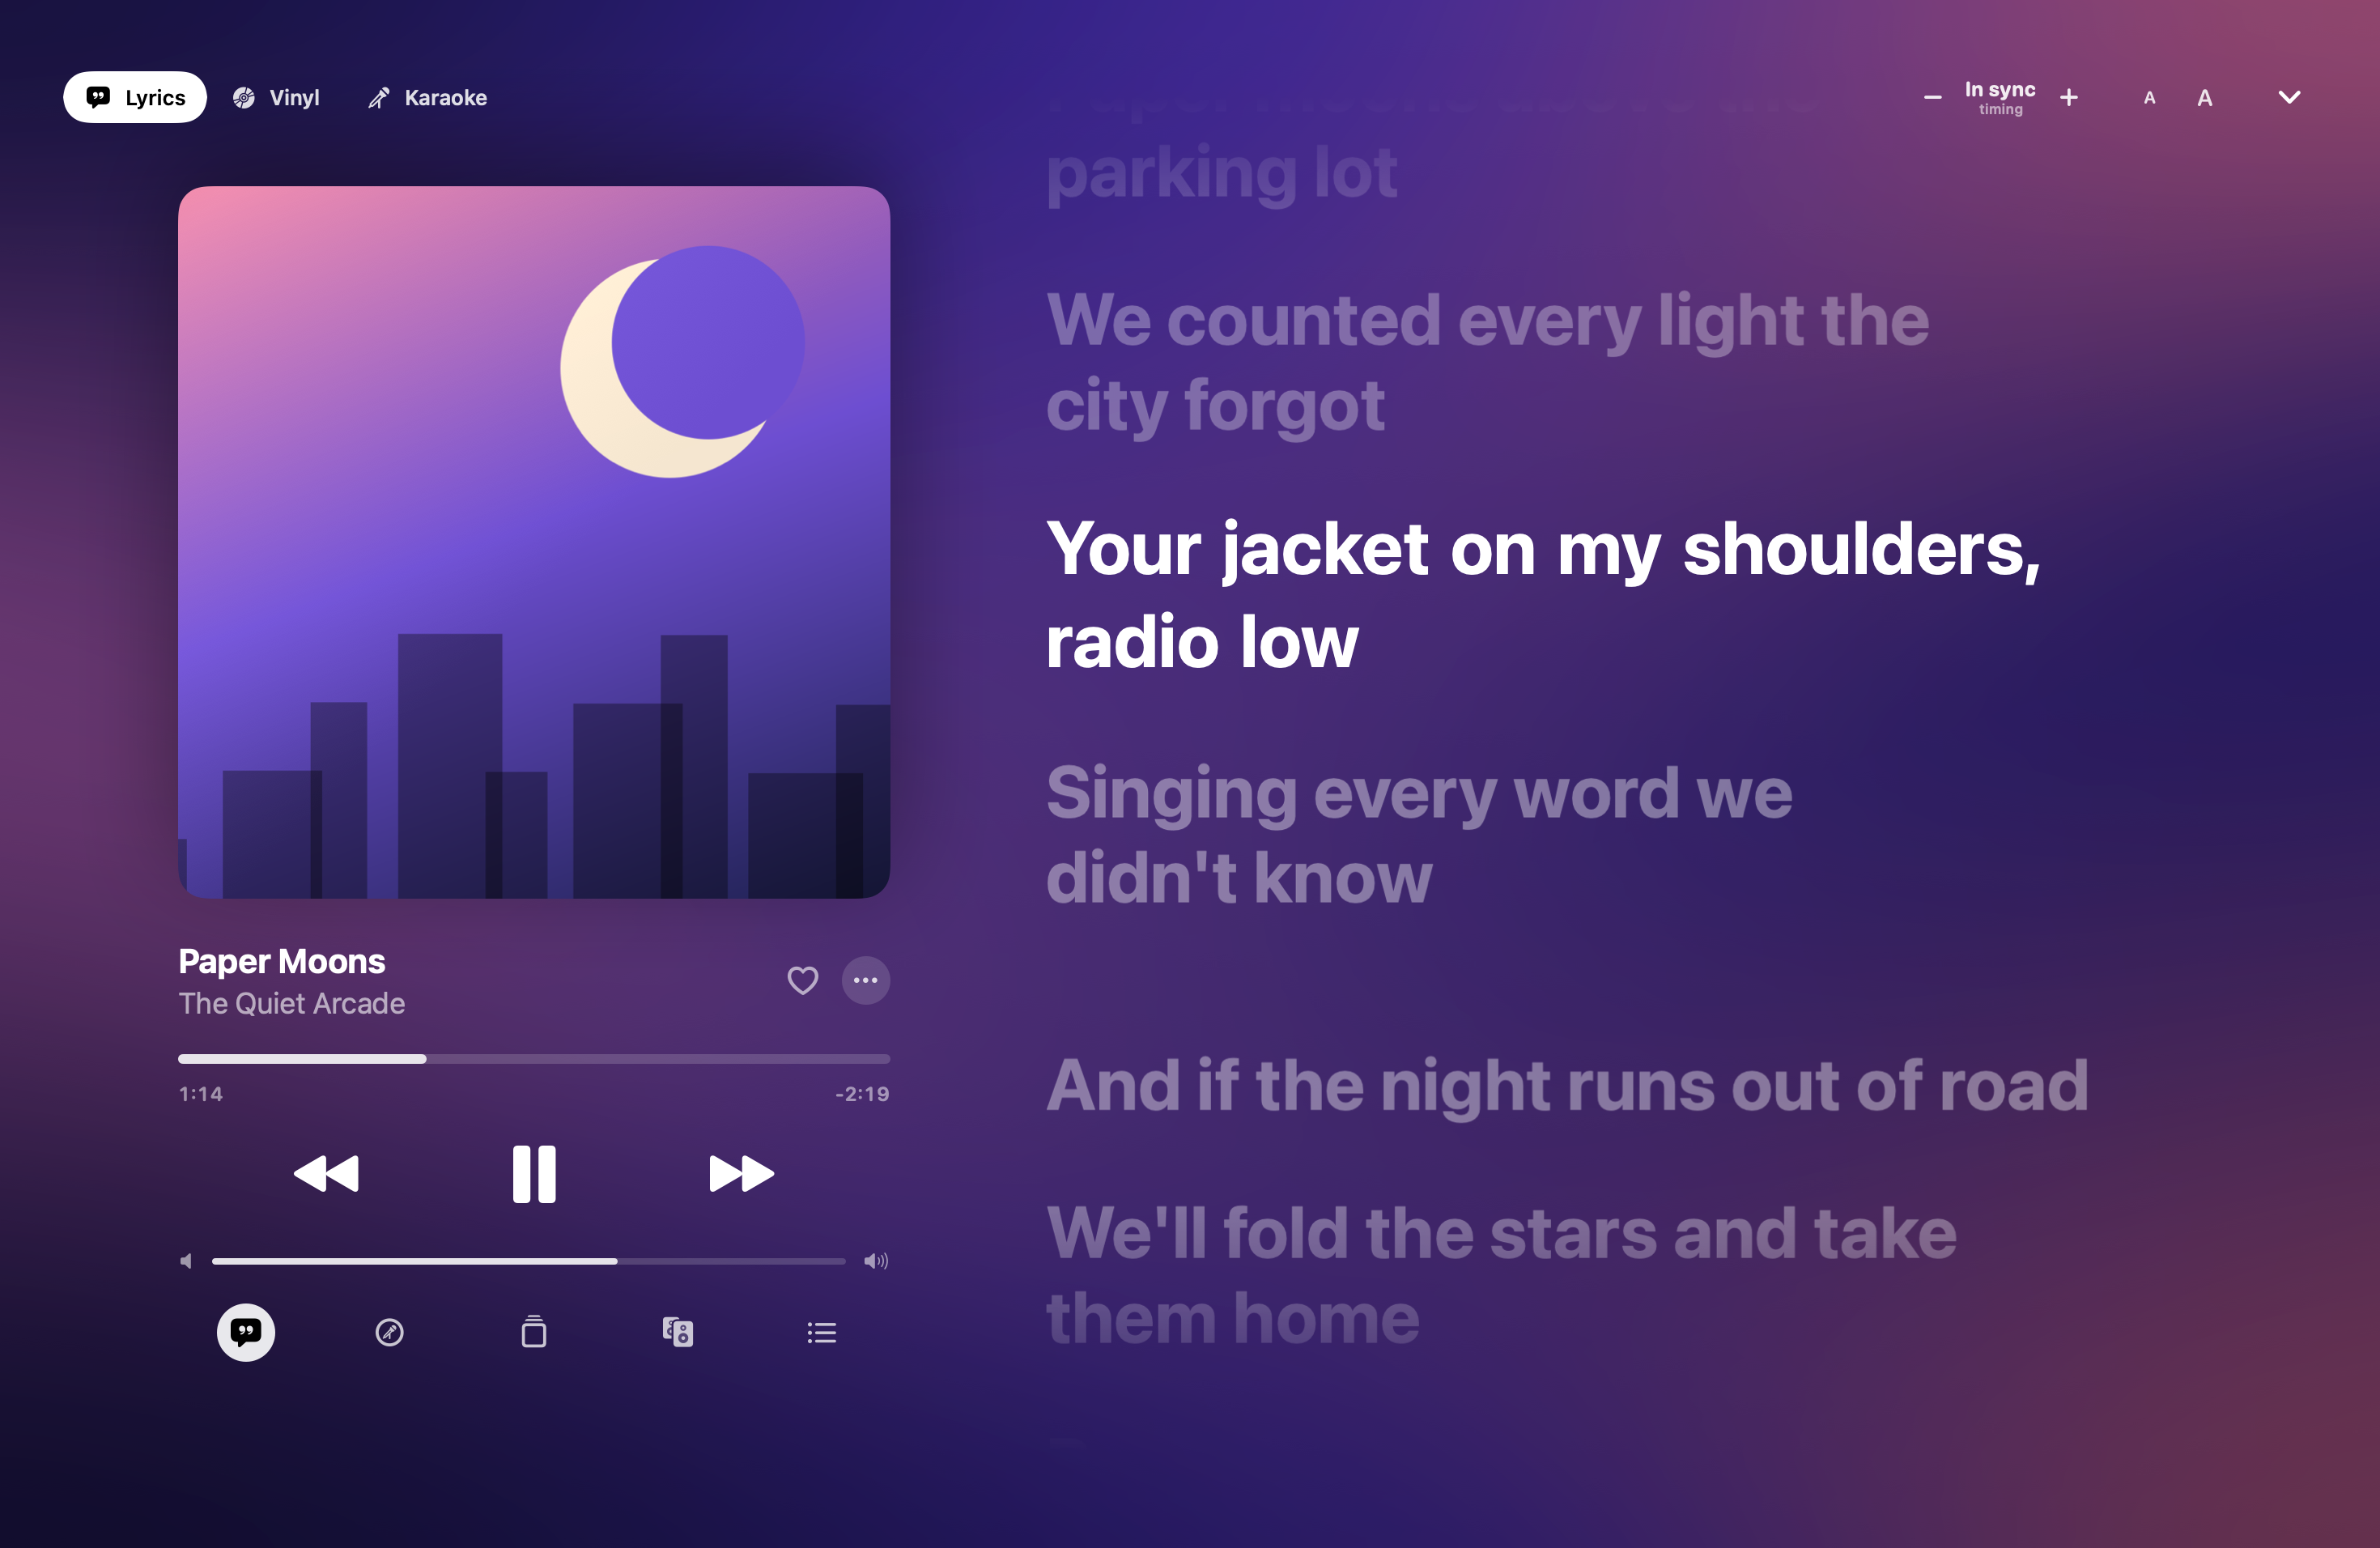 Lyrics
Vinyl
Karaoke
In sync
timing
A
A
parking lot
We counted every light the
city forgot
Your jacket on my shoulders,
radio low
Singing every word we
didn't know
And if the night runs out of road
We'll fold the stars and take
them home
Paper Moons
The Quiet Arcade
1:14
-2:19